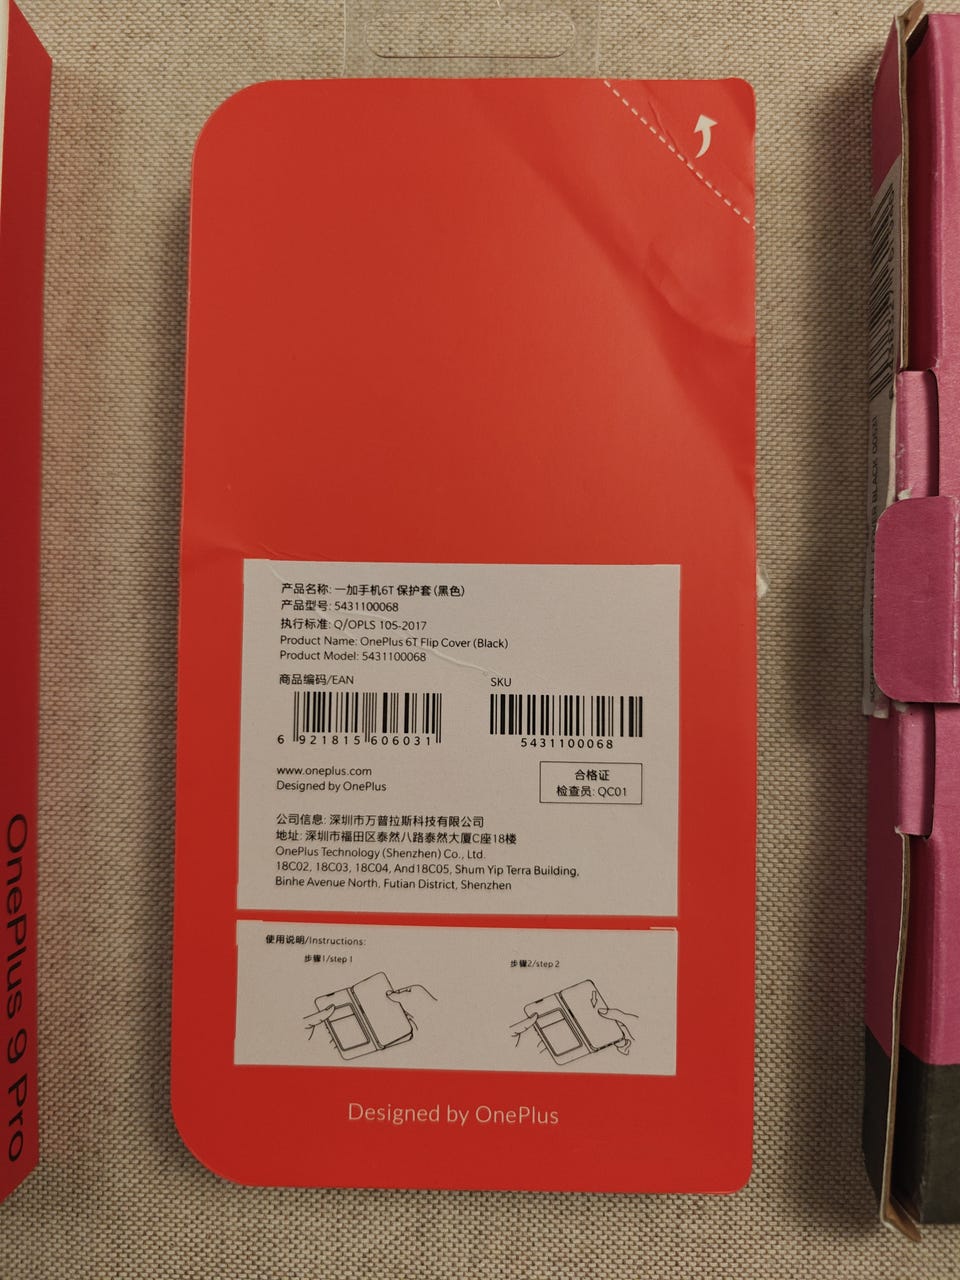 产品名称: 一加手机6T 保护套(黑色)
产品型号: 5431100068
执行标准: Q/OPLS 105-2017
Product Name: OnePlus 6T Flip Cover (Black)
Product Model: 5431100068
商品编码/EAN
6 921815 606031
SKU
5431100068
www.oneplus.com
Designed by OnePlus
合格证
检查员: QC01
公司信息: 深圳市万普拉斯科技有限公司
地址: 深圳市福田区泰然八路泰然大厦C座18楼
OnePlus Technology (Shenzhen) Co., Ltd.
18C02, 18C03, 18C04, And18C05, Shum Yip Terra Building,
Binhe Avenue North, Futian District, Shenzhen
使用说明/Instructions:
步骤1/step 1
步骤2/step 2
Designed by OnePlus
OnePlus 9 Pro
BLACK